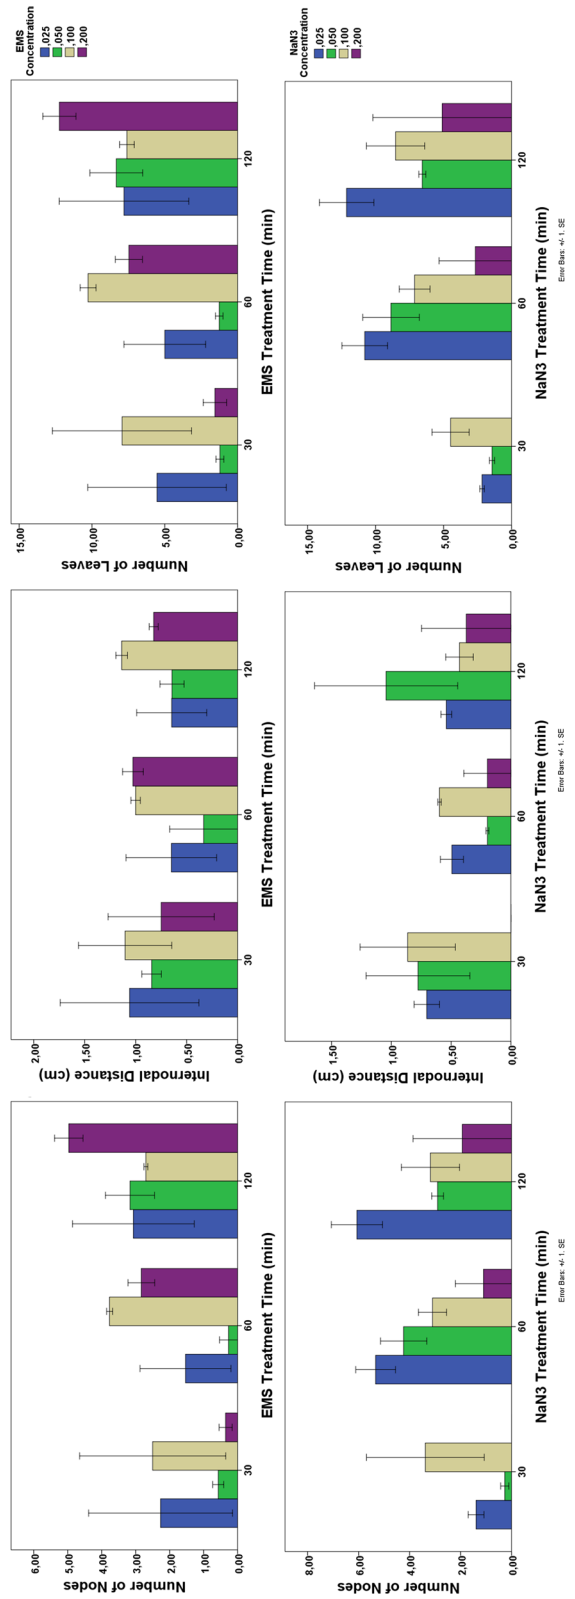 Number of Nodes
6,00
5,00
4,00
3,00
2,00
1,00
,00
30
60
120
EMS Treatment Time (min)
Internodal Distance (cm)
2,00
1,50
1,00
0,50
0,00
30
60
120
EMS Treatment Time (min)
Number of Leaves
15,00
10,00
5,00
0,00
30
60
120
EMS Treatment Time (min)
EMS
Concentration
,025
,050
,100
,200
Number of Nodes
8,00
6,00
4,00
2,00
0,00
30
60
120
NaN3 Treatment Time (min)
Error Bars: +/- 1. SE
Internodal Distance (cm)
1,50
1,00
0,50
0,00
30
60
120
NaN3 Treatment Time (min)
Error Bars: +/- 1. SE
Number of Leaves
15,00
10,00
5,00
0,00
30
60
120
NaN3 Treatment Time (min)
Error Bars: +/- 1. SE
NaN3
Concentration
,025
,050
,100
,200